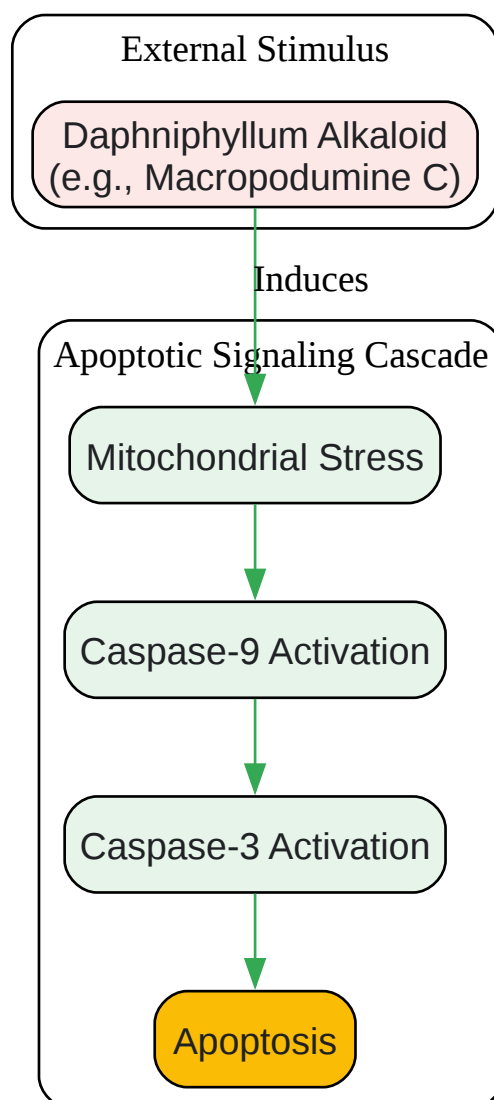 External Stimulus
Daphniphyllum Alkaloid
(e.g., Macropodumine C)
Induces
Apoptotic Signaling Cascade
Mitochondrial Stress
Caspase-9 Activation
Caspase-3 Activation
Apoptosis